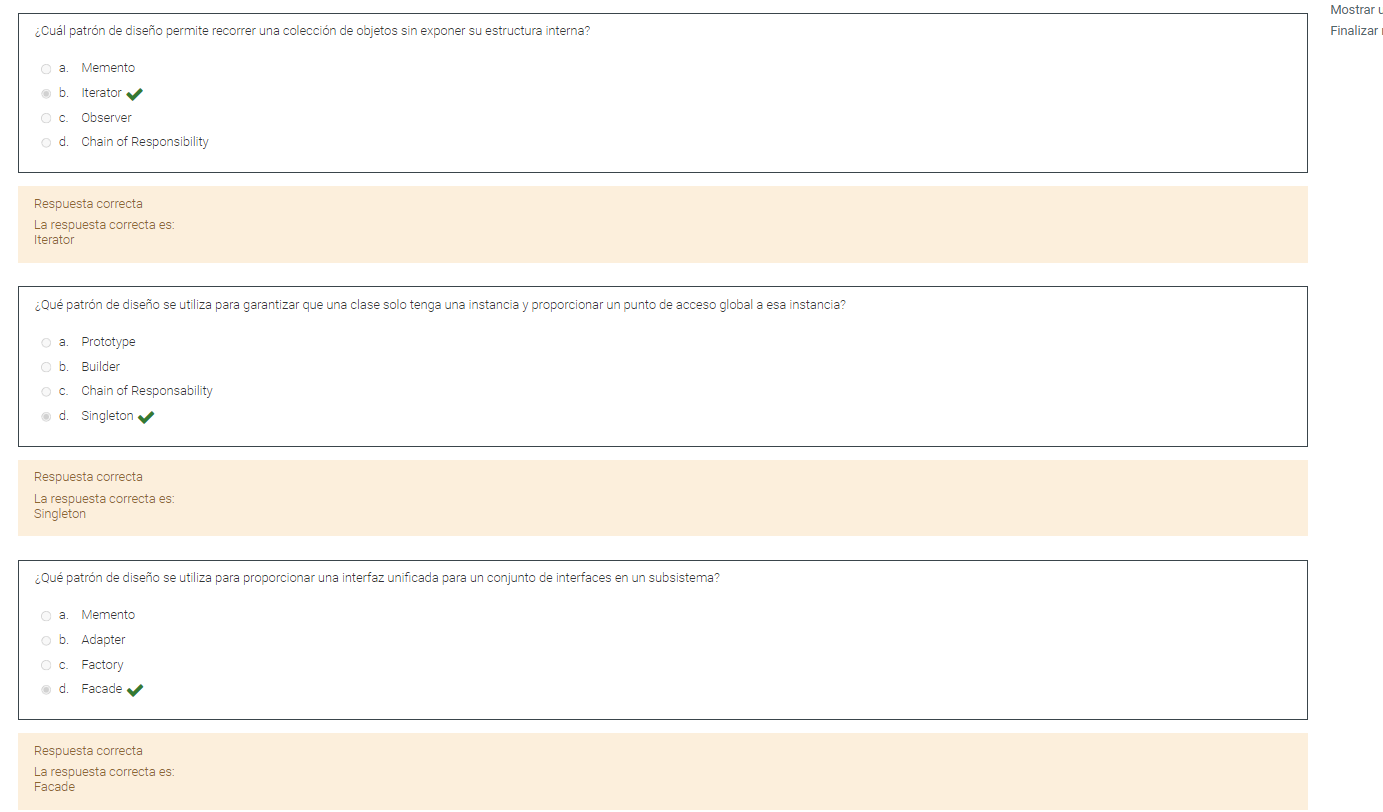 Mostrar
Finalizar
¿Cuál patrón de diseño permite recorrer una colección de objetos sin exponer su estructura interna?
a. Memento
b. Iterator
c. Observer
d. Chain of Responsibility
Respuesta correcta
La respuesta correcta es:
Iterator
¿Qué patrón de diseño se utiliza para garantizar que una clase solo tenga una instancia y proporcionar un punto de acceso global a esa instancia?
a. Prototype
b. Builder
c. Chain of Responsability
d. Singleton
Respuesta correcta
La respuesta correcta es:
Singleton
¿Qué patrón de diseño se utiliza para proporcionar una interfaz unificada para un conjunto de interfaces en un subsistema?
a. Memento
b. Adapter
c. Factory
d. Facade
Respuesta correcta
La respuesta correcta es:
Facade